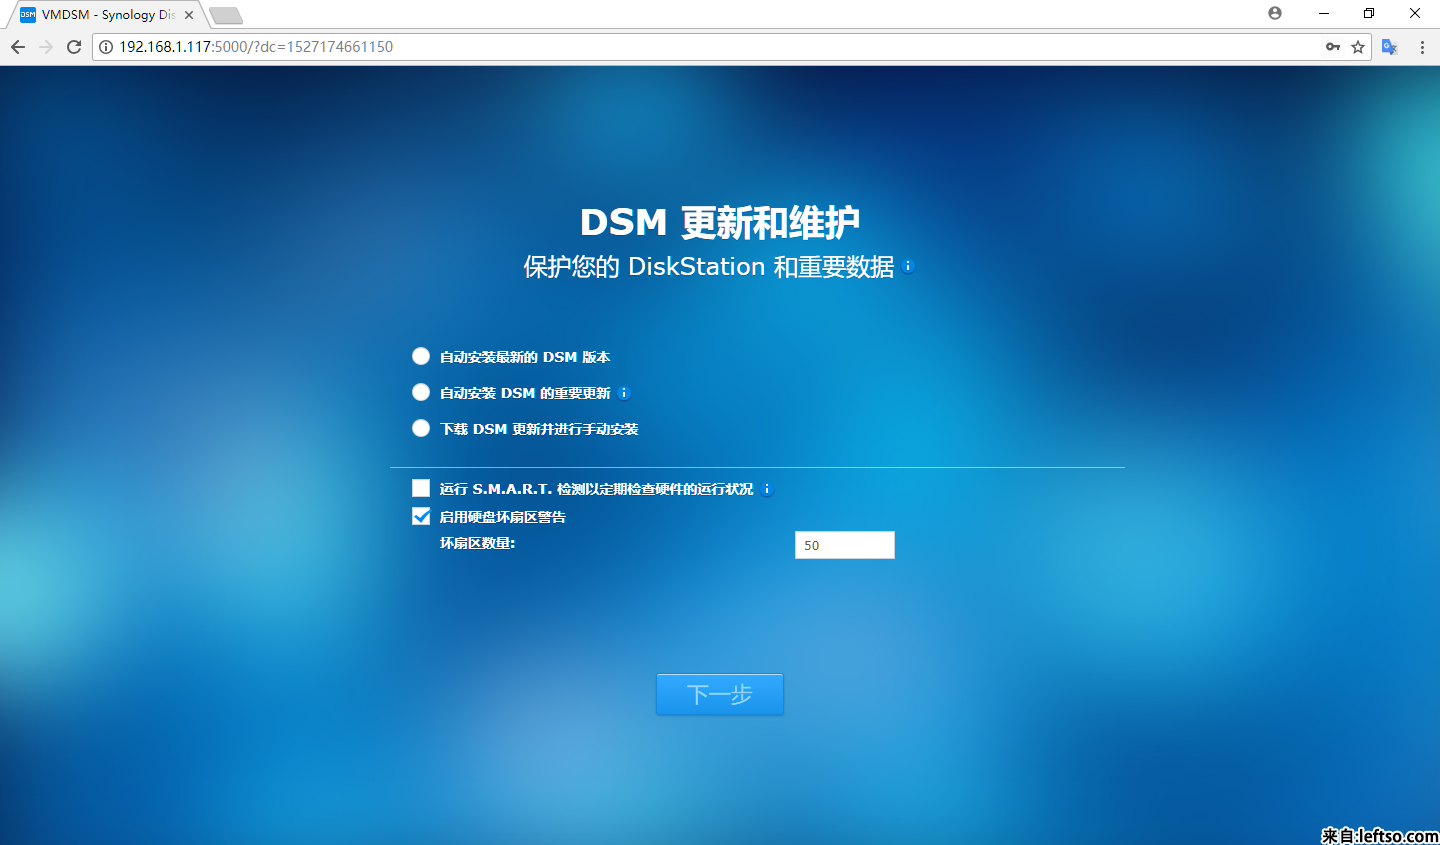 DSM VMDSM - Synology Dis
192.168.1.117:5000/?dc=1527174661150
DSM 更新和维护
保护您的 DiskStation 和重要数据
自动安装最新的 DSM 版本
自动安装 DSM 的重要更新
下载 DSM 更新并进行手动安装
运行 S.M.A.R.T. 检测以定期检查硬件的运行状况
启用硬盘坏扇区警告
坏扇区数量: 50
下一步
来自:leftso.com